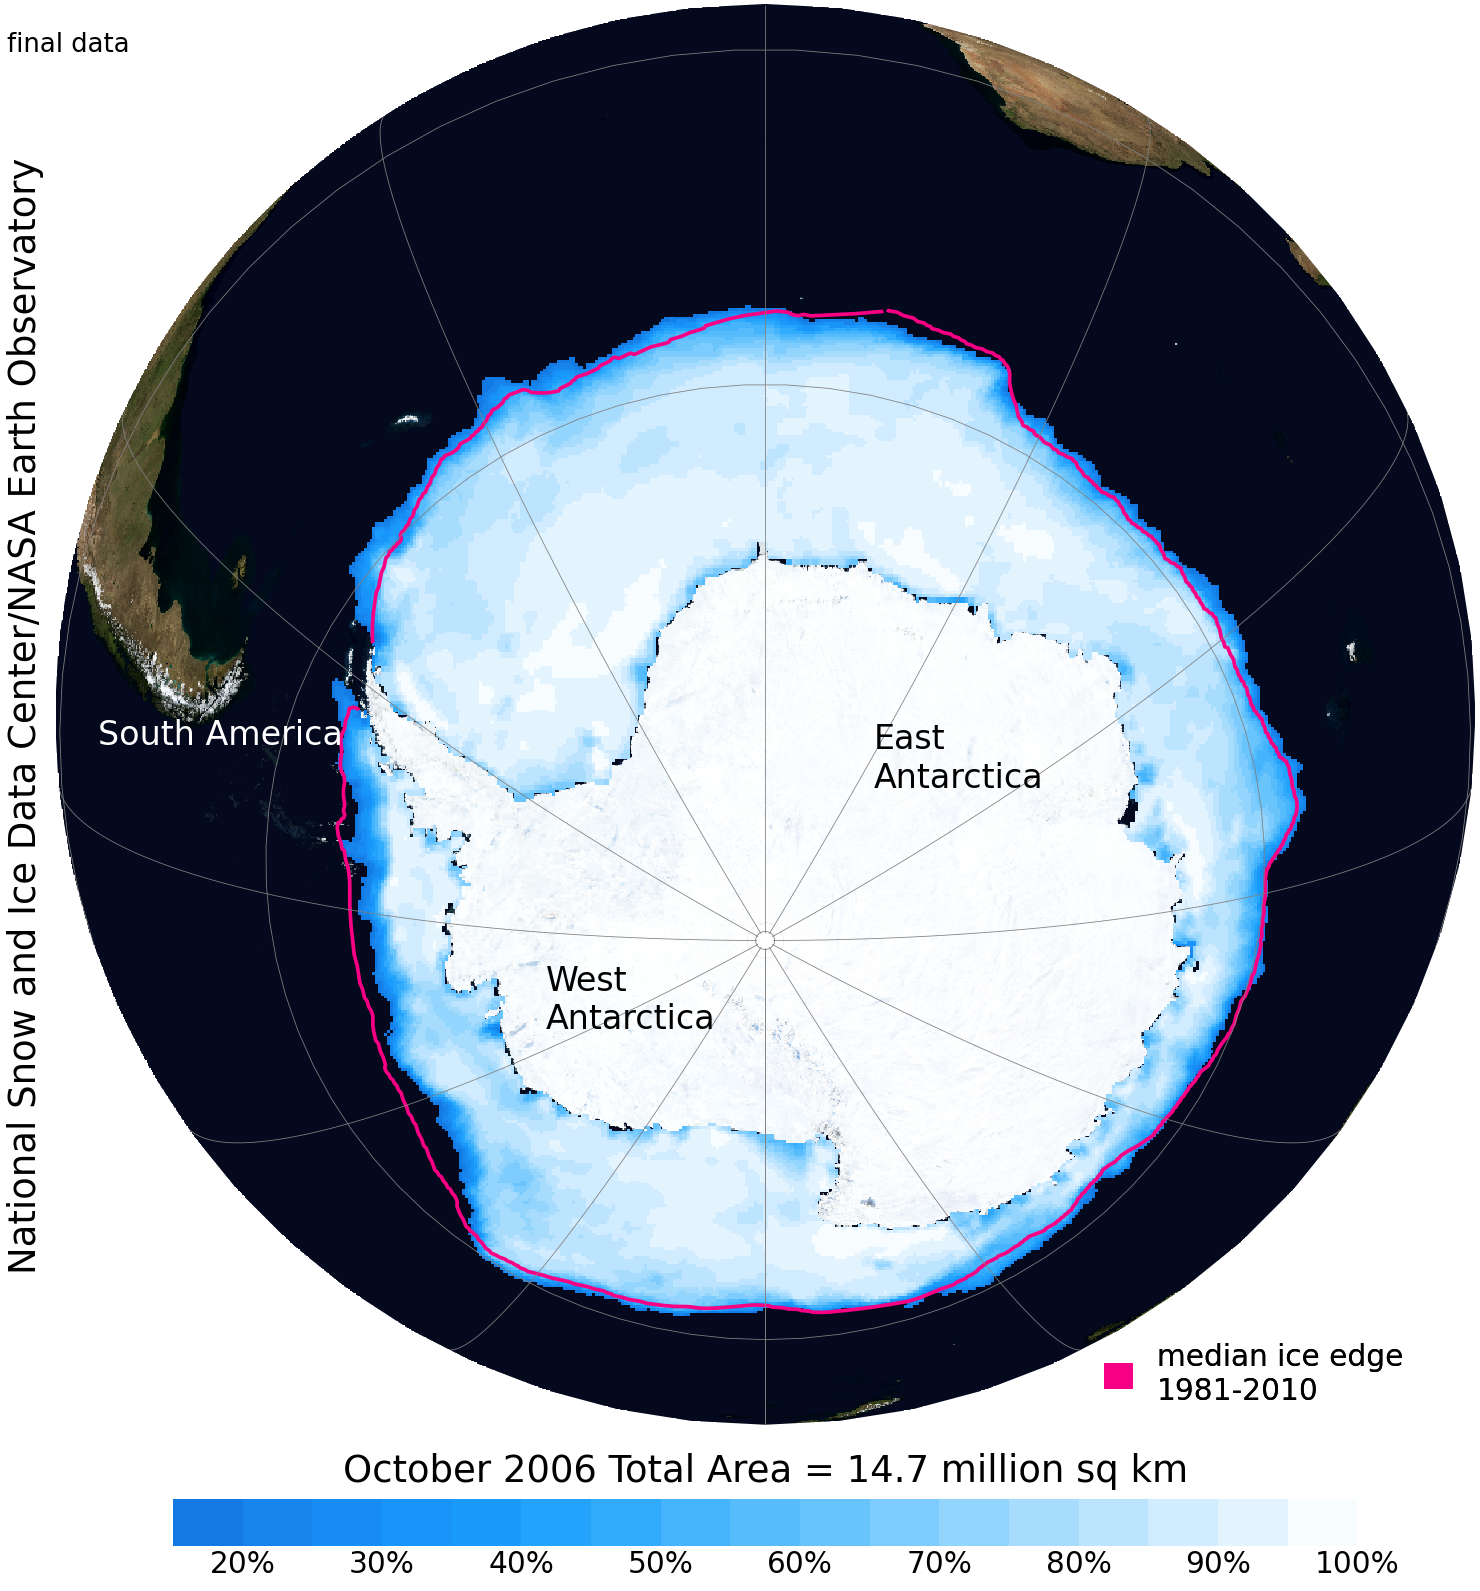 final data
National Snow and Ice Data Center/NASA Earth Observatory
South America
East
Antarctica
West
Antarctica
median ice edge
1981-2010
October 2006 Total Area = 14.7 million sq km
20% 30% 40% 50% 60% 70% 80% 90% 100%